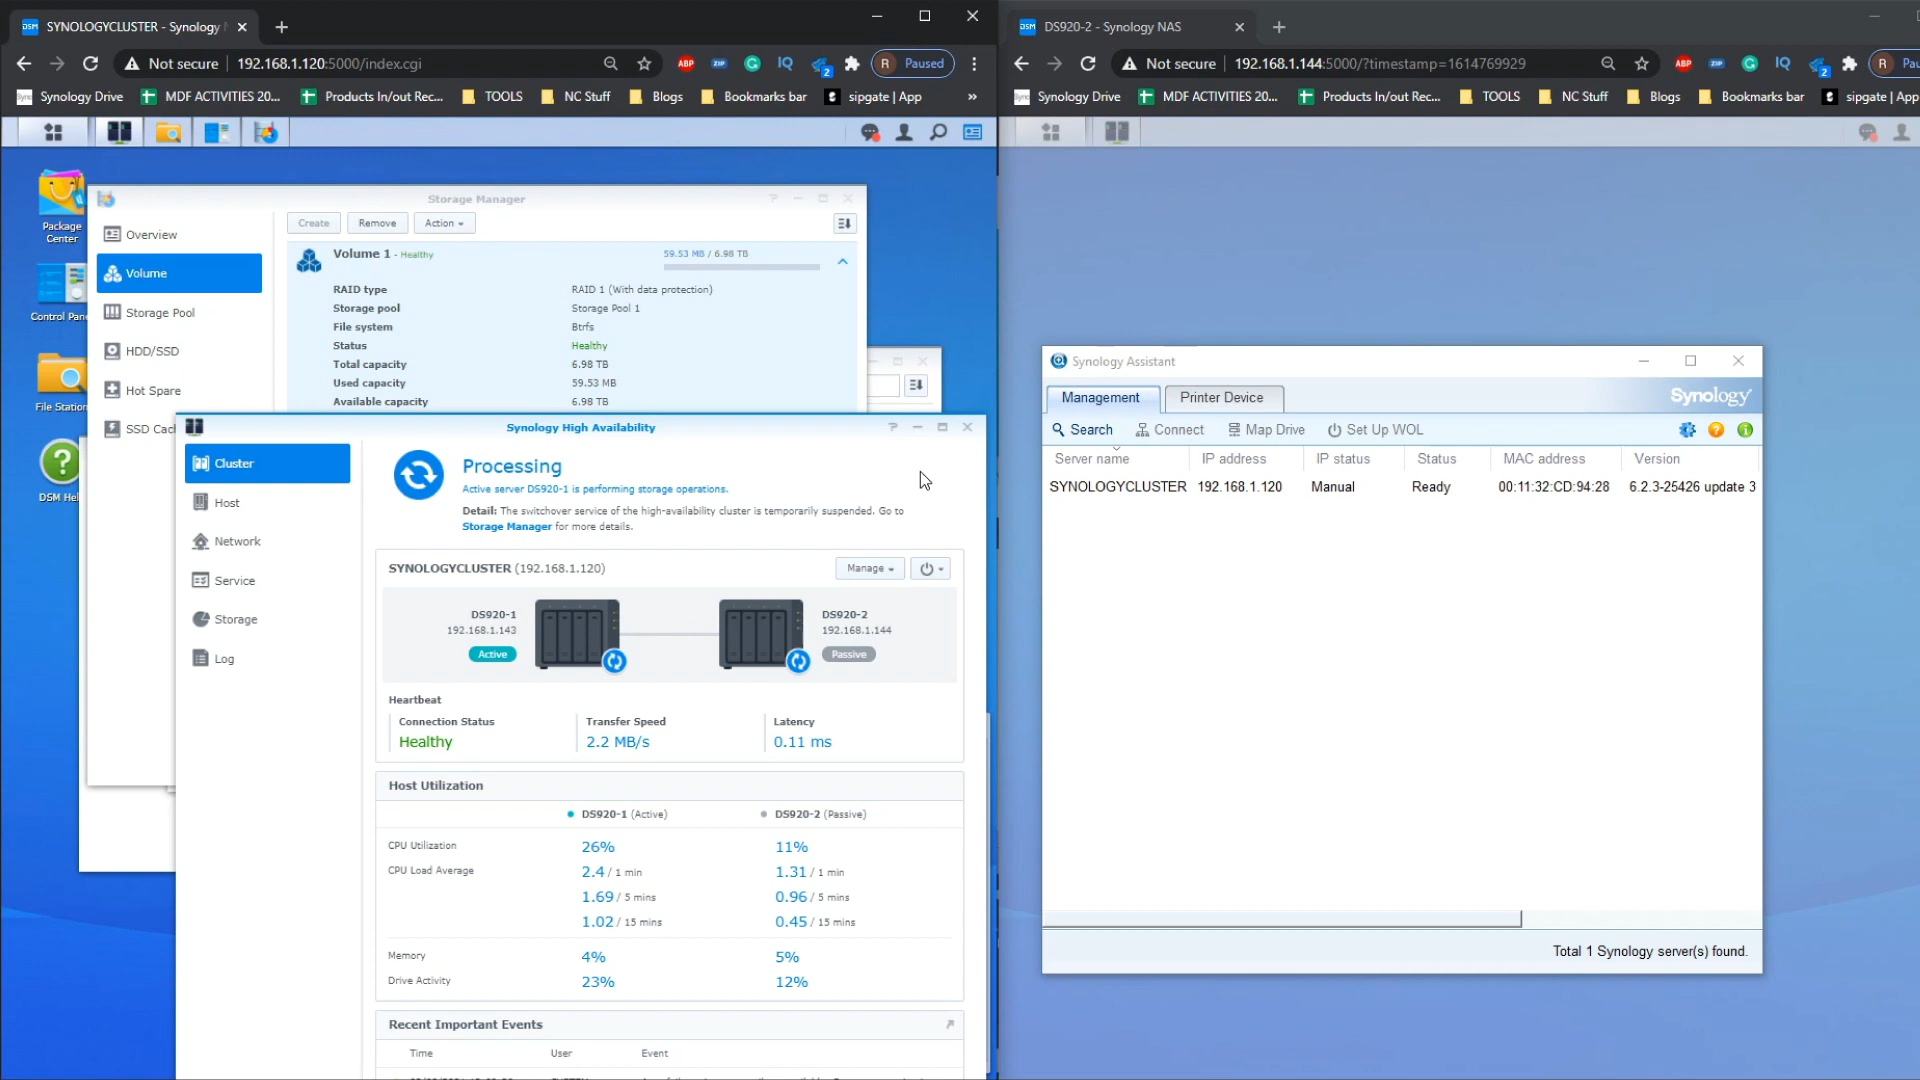 SYNOLOGYCLUSTER - Synology
Not secure
192.168.1.120:5000/index.cgi
ABP
ZIP
IQ
2
R
Paused
Synology Drive
MDF ACTIVITIES 20...
Products In/out Rec...
TOOLS
NC Stuff
Blogs
Bookmarks bar
sipgate | App
»
Package
Center
Control Pane
File Station
DSM Hel
Storage Manager
Overview
Volume
Storage Pool
HDD/SSD
Hot Spare
SSD Cac
Create
Remove
Action
Volume 1 - Healthy
59.53 MB / 6.98 TB
RAID type
RAID 1 (With data protection)
Storage pool
Storage Pool 1
File system
Btrfs
Status
Healthy
Total capacity
6.98 TB
Used capacity
59.53 MB
Available capacity
6.98 TB
Synology High Availability
Cluster
Host
Network
Service
Storage
Log
Processing
Active server DS920-1 is performing storage operations.
Detail: The switchover service of the high-availability cluster is temporarily suspended. Go to
Storage Manager for more details.
SYNOLOGYCLUSTER (192.168.1.120)
Manage
DS920-1
192.168.1.143
Active
DS920-2
192.168.1.144
Passive
Heartbeat
Connection Status
Transfer Speed
Latency
Healthy
2.2 MB/s
0.11 ms
Host Utilization
DS920-1 (Active)
DS920-2 (Passive)
CPU Utilization
26%
11%
CPU Load Average
2.4 / 1 min
1.31 / 1 min
1.69 / 5 mins
0.96 / 5 mins
1.02 / 15 mins
0.45 / 15 mins
Memory
4%
5%
Drive Activity
23%
12%
Recent Important Events
Time
User
Event
DS920-2 - Synology NAS
Not secure
192.168.1.144:5000/?timestamp=1614769929
ABP
ZIP
IQ
2
R
Pau
Synology Drive
MDF ACTIVITIES 20...
Products In/out Rec...
TOOLS
NC Stuff
Blogs
Bookmarks bar
sipgate | App
Synology Assistant
Management
Printer Device
Synology
Search
Connect
Map Drive
Set Up WOL
Server name
IP address
IP status
Status
MAC address
Version
SYNOLOGYCLUSTER
192.168.1.120
Manual
Ready
00:11:32:CD:94:28
6.2.3-25426 update 3
Total 1 Synology server(s) found.